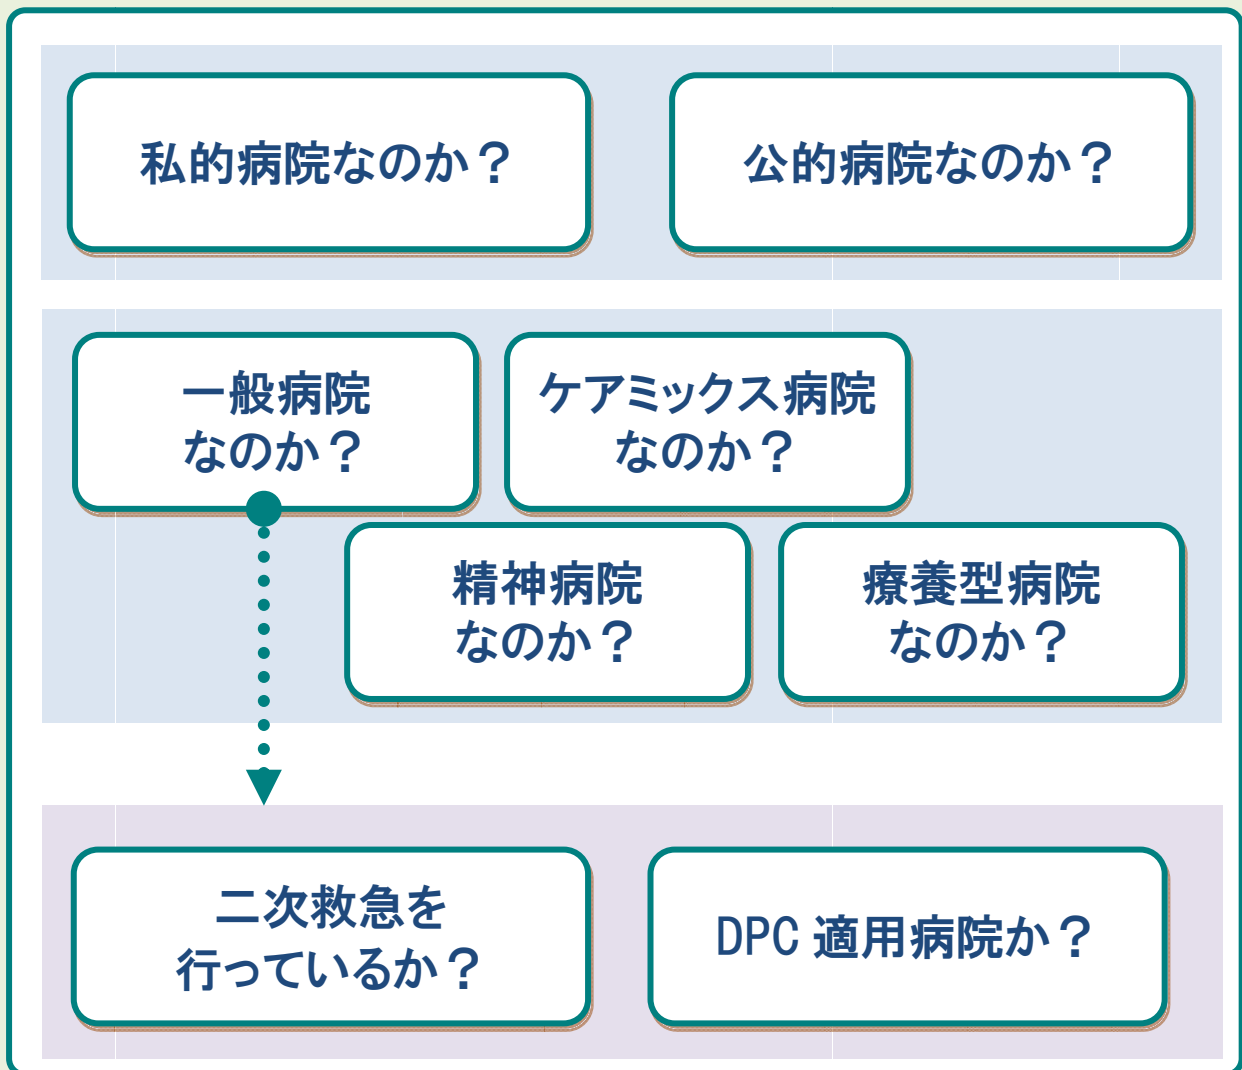 私的病院なのか？
公的病院なのか？
一般病院
なのか？
ケアミックス病院
なのか？
精神病院
なのか？
療養型病院
なのか？
二次救急を
行っているか？
DPC 適用病院か？